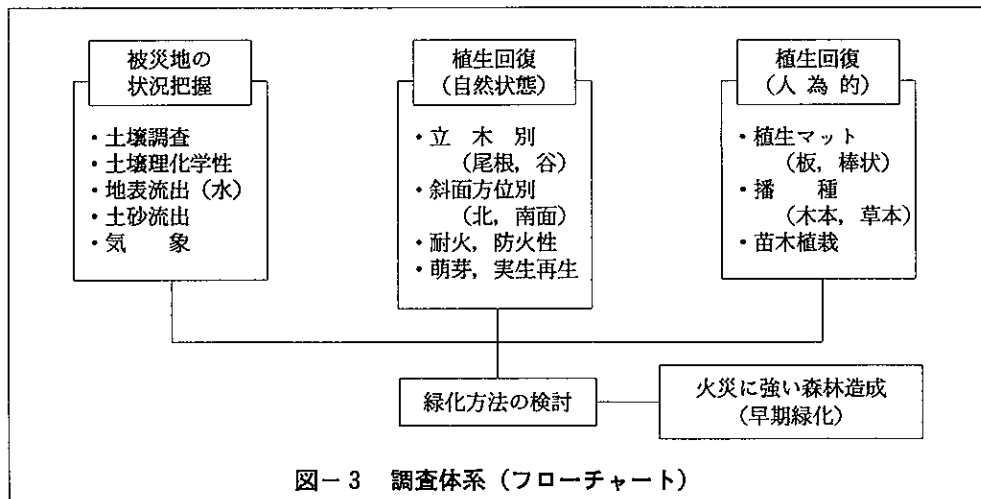 被災地の
状況把握
・土壌調査
・土壌理化学性
・地表流出(水)
・土砂流出
・気　　象
植生回復
(自然状態)
・立　木　別
(尾根，谷)
・斜面方位別
(北，南面)
・耐火，防火性
・萌芽，実生再生
植生回復
(人 為 的)
・植生マット
(板，棒状)
・播　　種
(木本，草本)
・苗木植栽
緑化方法の検討
火災に強い森林造成
(早期緑化)
図－3　調査体系（フローチャート）